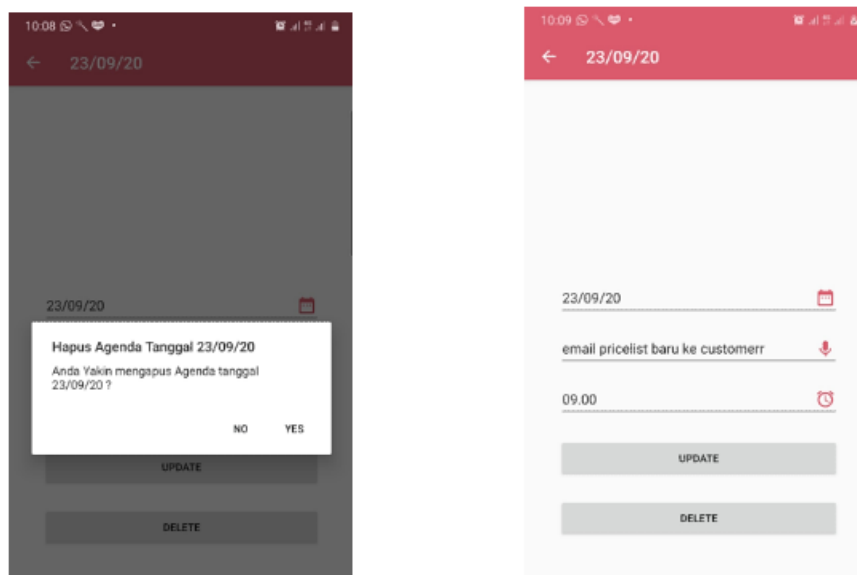 10:08
23/09/20
23/09/20
Hapus Agenda Tanggal 23/09/20
Anda Yakin mengapus Agenda tanggal
23/09/20 ?
NO YES
UPDATE
DELETE
10:09
23/09/20
23/09/20
email pricelist baru ke customerr
09.00
UPDATE
DELETE